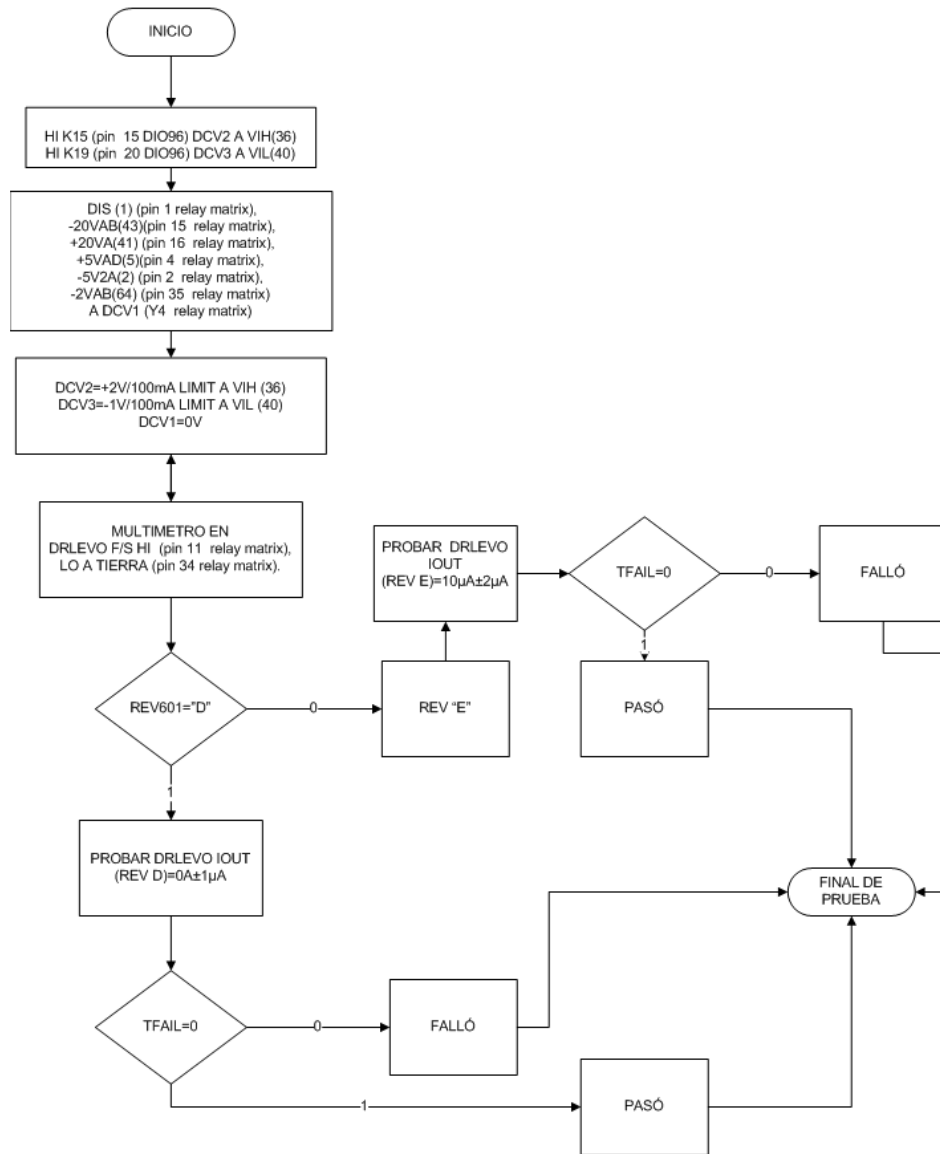 INICIO
HI K15 (pin 15 DIO96) DCV2 A VIH(36)
HI K19 (pin 20 DIO96) DCV3 A VIL(40)
DIS (1) (pin 1 relay matrix),
-20VAB(43)(pin 15 relay matrix),
+20VA(41) (pin 16 relay matrix),
+5VAD(5)(pin 4 relay matrix),
-5V2A(2) (pin 2 relay matrix),
-2VAB(64) (pin 35 relay matrix)
A DCV1 (Y4 relay matrix)
DCV2=+2V/100mA LIMIT A VIH (36)
DCV3=-1V/100mA LIMIT A VIL (40)
DCV1=0V
MULTIMETRO EN
DRLEVO F/S HI (pin 11 relay matrix),
LO A TIERRA (pin 34 relay matrix).
PROBAR DRLEVO
IOUT
(REV E)=10µA±2µA
TFAIL=0
0
FALLÓ
1
PASÓ
REV601="D"
0
REV “E”
1
PROBAR DRLEVO IOUT
(REV D)=0A±1µA
FINAL DE
PRUEBA
TFAIL=0
0
FALLÓ
1
PASÓ